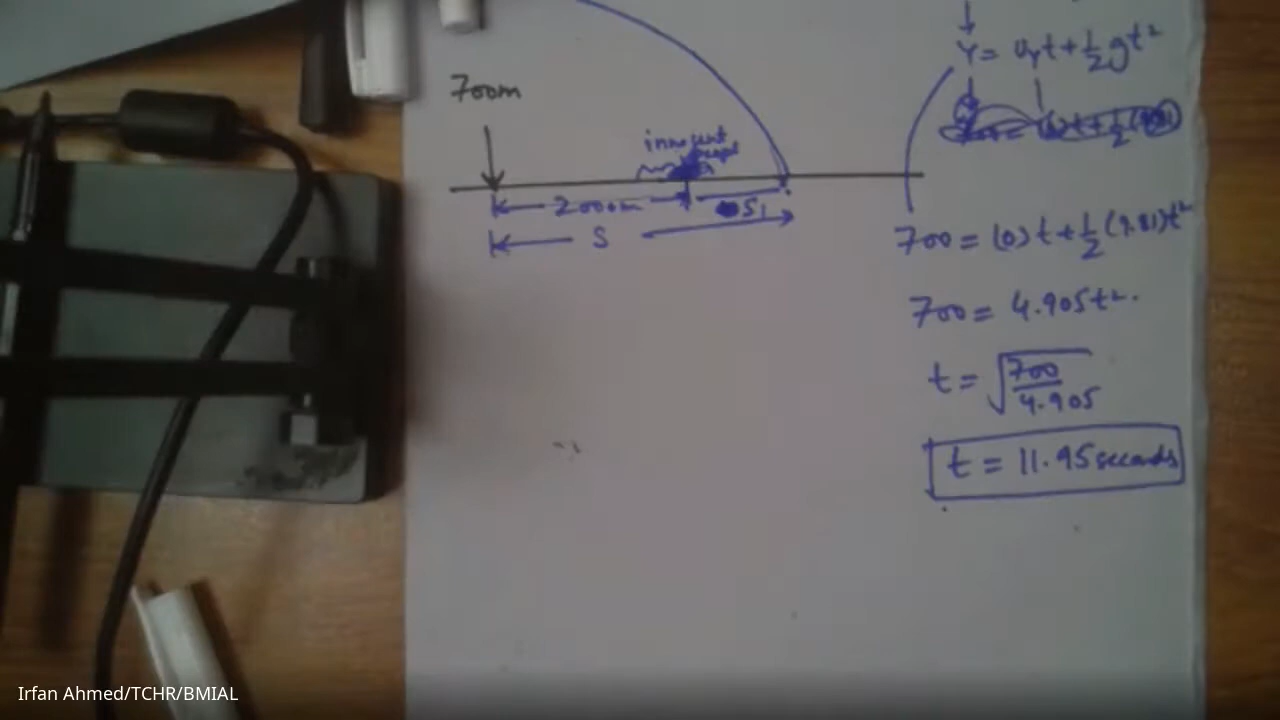 700m
innocent
2000m
S1
S
Y = Uyt + 1/2 gt²
700 = (0)t + 1/2 (9.81)t²
700 = 4.905t².
t = √700/4.905
t = 11.95 seconds
Irfan Ahmed/TCHR/BMIAL